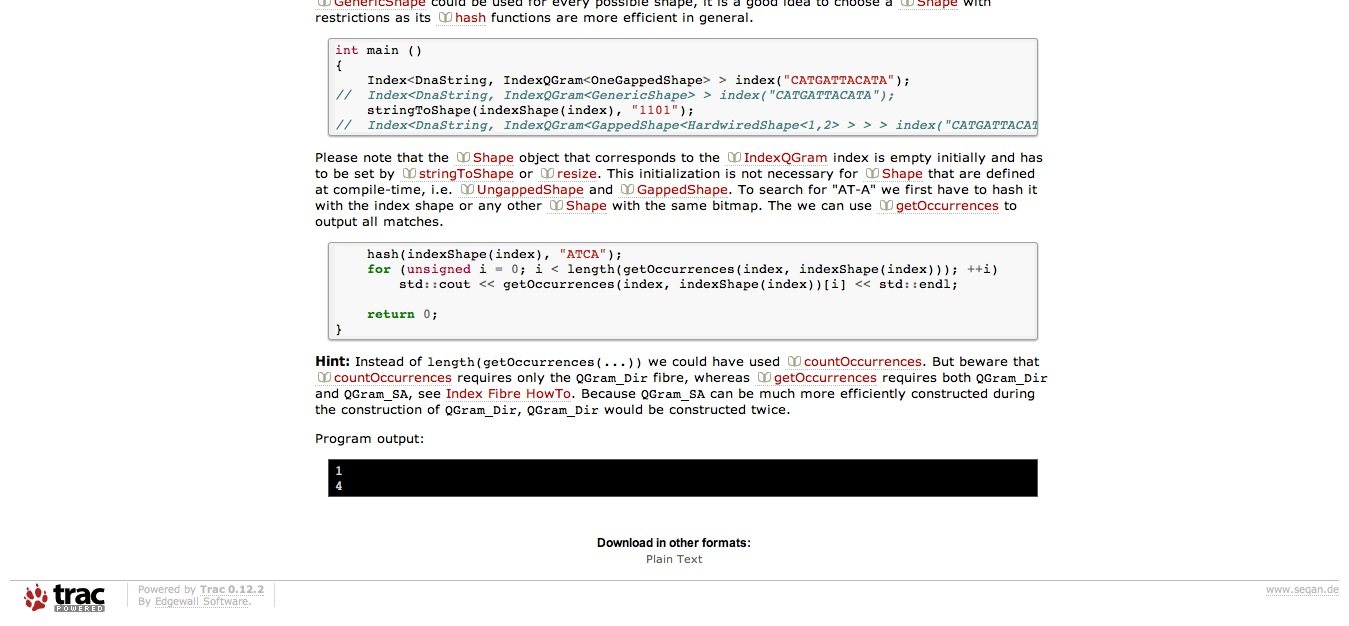 GenericShape could be used for every possible shape, it is a good idea to choose a Shape with
restrictions as its hash functions are more efficient in general.
int main ()
{
    Index<DnaString, IndexQGram<OneGappedShape> > index("CATGATTACATA");
//  Index<DnaString, IndexQGram<GenericShape> > index("CATGATTACATA");
    stringToShape(indexShape(index), "1101");
//  Index<DnaString, IndexQGram<GappedShape<HardwiredShape<1,2> > > > index("CATGATTACAT
Please note that the Shape object that corresponds to the IndexQGram index is empty initially and has
to be set by stringToShape or resize. This initialization is not necessary for Shape that are defined
at compile-time, i.e. UngappedShape and GappedShape. To search for "AT-A" we first have to hash it
with the index shape or any other Shape with the same bitmap. The we can use getOccurrences to
output all matches.
    hash(indexShape(index), "ATCA");
    for (unsigned i = 0; i < length(getOccurrences(index, indexShape(index))); ++i)
        std::cout << getOccurrences(index, indexShape(index))[i] << std::endl;
    return 0;
}
Hint: Instead of length(getOccurrences(...)) we could have used countOccurrences. But beware that
countOccurrences requires only the QGram_Dir fibre, whereas getOccurrences requires both QGram_Dir
and QGram_SA, see Index Fibre HowTo. Because QGram_SA can be much more efficiently constructed during
the construction of QGram_Dir, QGram_Dir would be constructed twice.
Program output:
1
4
Download in other formats:
Plain Text
trac
POWERED
Powered by Trac 0.12.2
By Edgewall Software.
www.seqan.de